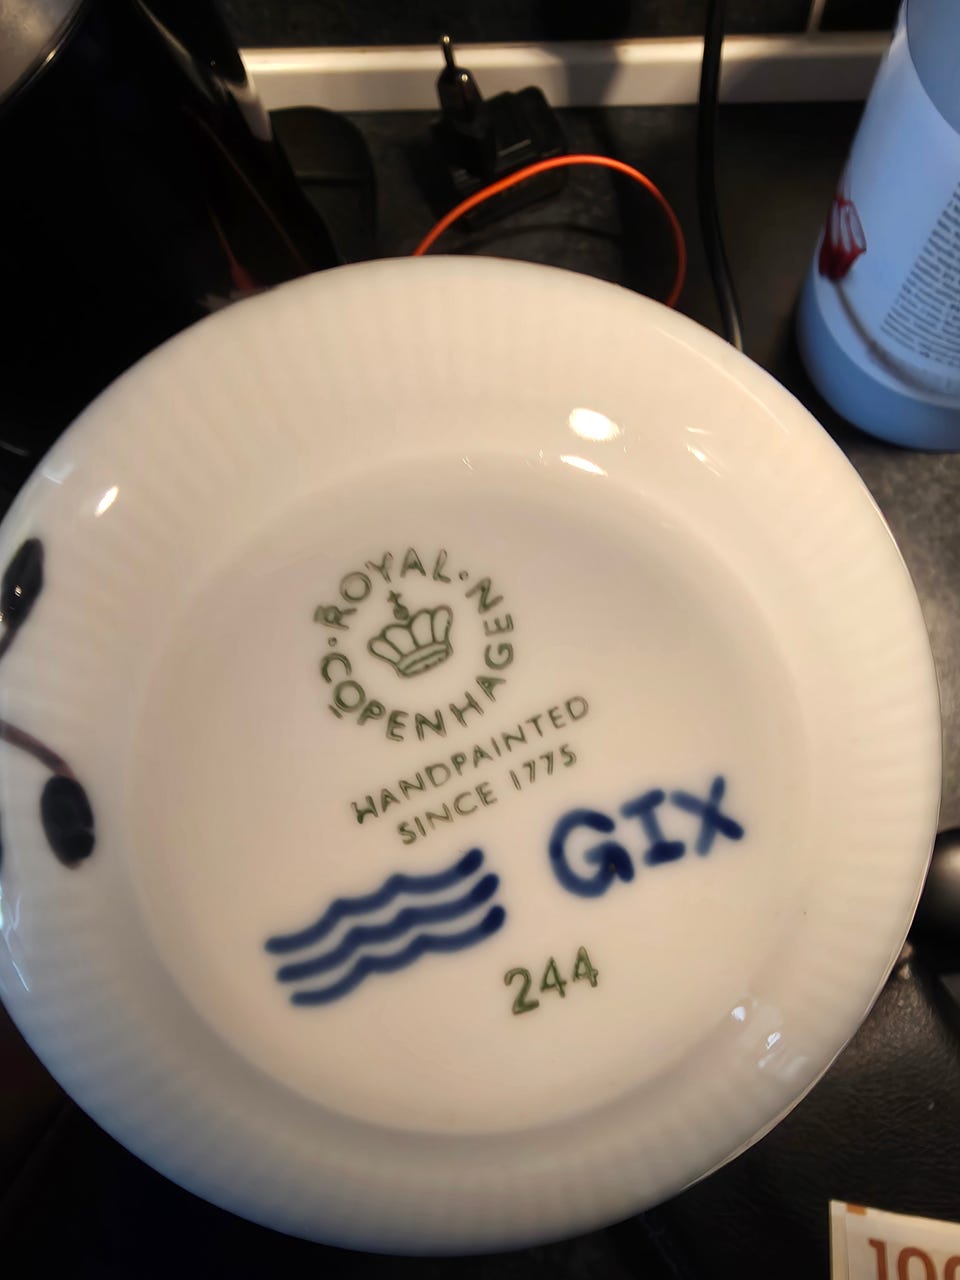 ROYAL · COPENHAGEN ·
HANDPAINTED
SINCE 1775
GIX
244